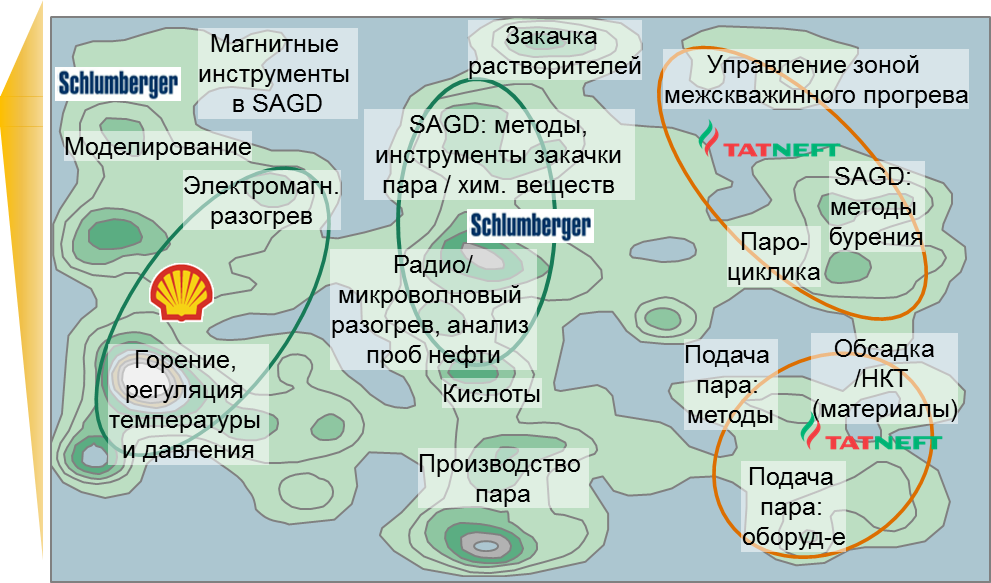 Магнитные
инструменты
в SAGD
Schlumberger
Моделирование
Электромагн.
разогрев
Закачка
растворителей
SAGD: методы,
инструменты закачки
пара / хим. веществ
Schlumberger
Радио/
микроволновый
разогрев, анализ
проб нефти
Кислоты
Управление зоной
межскважинного прогрева
TATNEFT
SAGD:
методы
бурения
Паро-
циклика
Горение,
регуляция
температуры
и давления
Производство
пара
Подача
пара:
методы
Обсадка
/НКТ
(материалы)
TATNEFT
Подача
пара:
оборуд-е